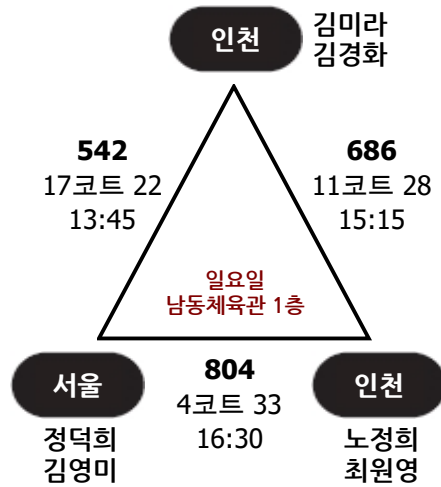 인천
김미라
김경화
542
17코트 22
13:45
686
11코트 28
15:15
일요일
남동체육관 1층
서울
정덕희
김영미
804
4코트 33
16:30
인천
노정희
최원영